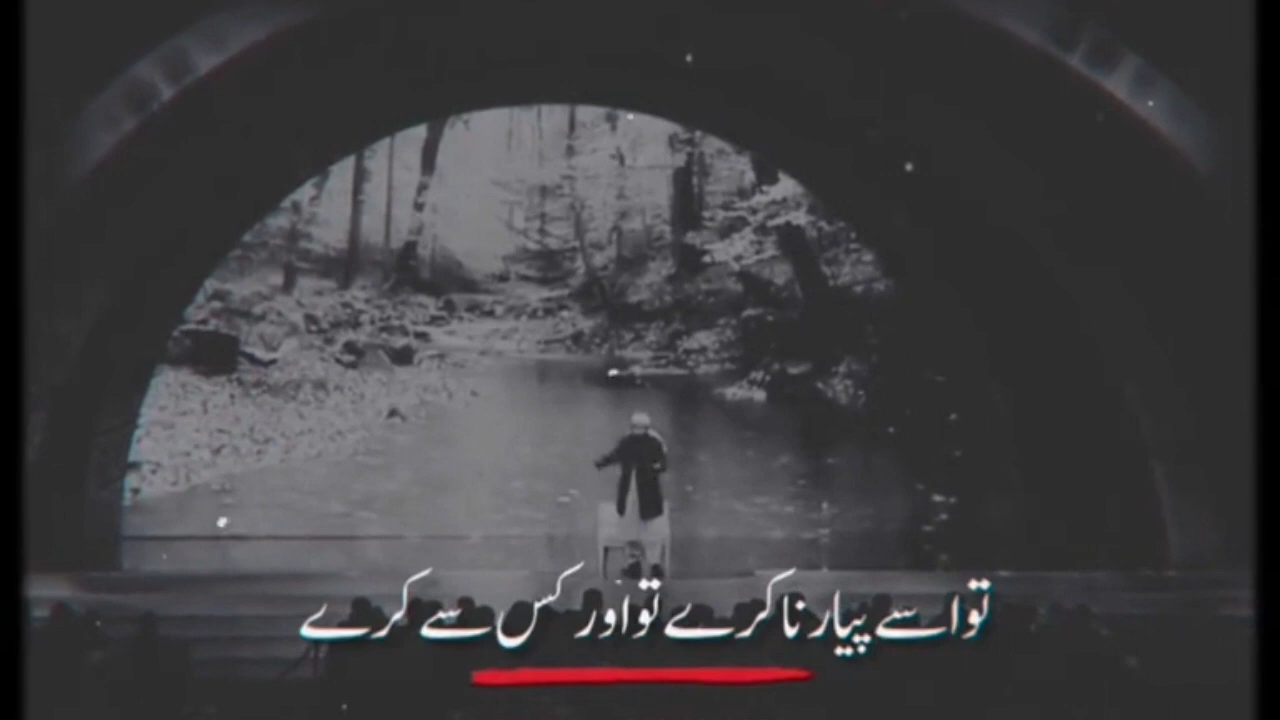 تو اسے پیار نا کرے تو اور کس سے کرے